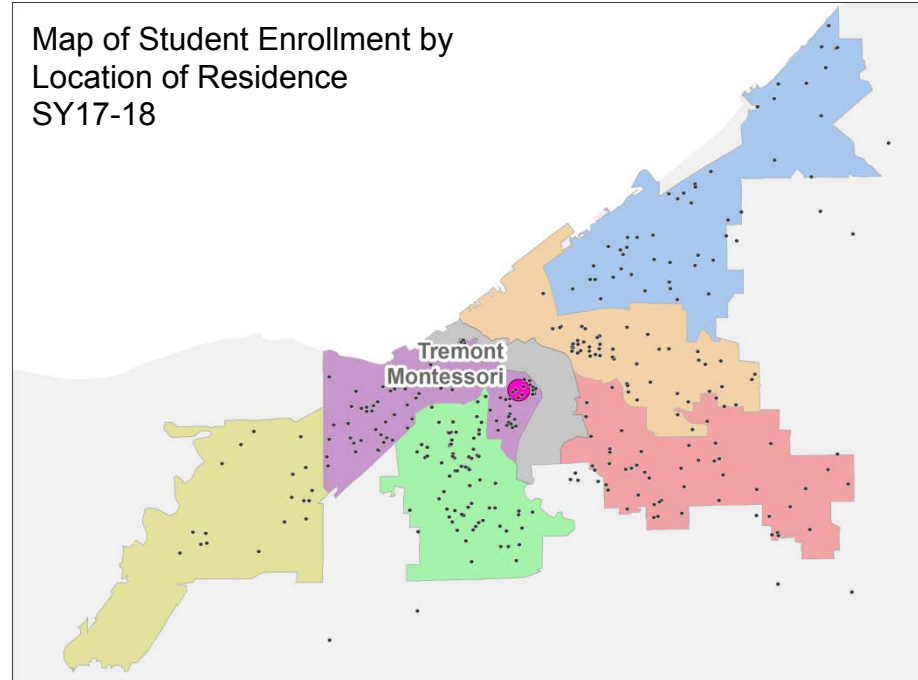 Map of Student Enrollment by
Location of Residence
SY17-18
Tremont
Montessori